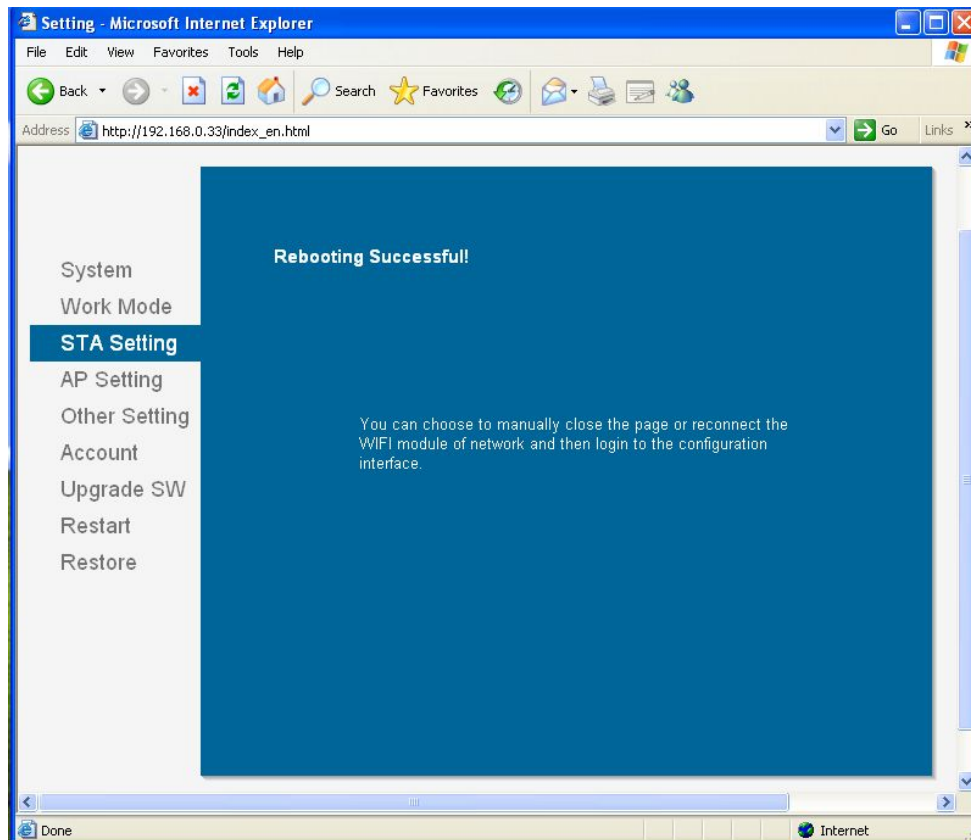 Setting - Microsoft Internet Explorer
File Edit View Favorites Tools Help
Back Search Favorites
Address http://192.168.0.33/index_en.html Go Links »
Rebooting Successful!
System
Work Mode
STA Setting
AP Setting
Other Setting
Account
Upgrade SW
Restart
Restore
You can choose to manually close the page or reconnect the
WIFI module of network and then login to the configuration
interface.
Done Internet